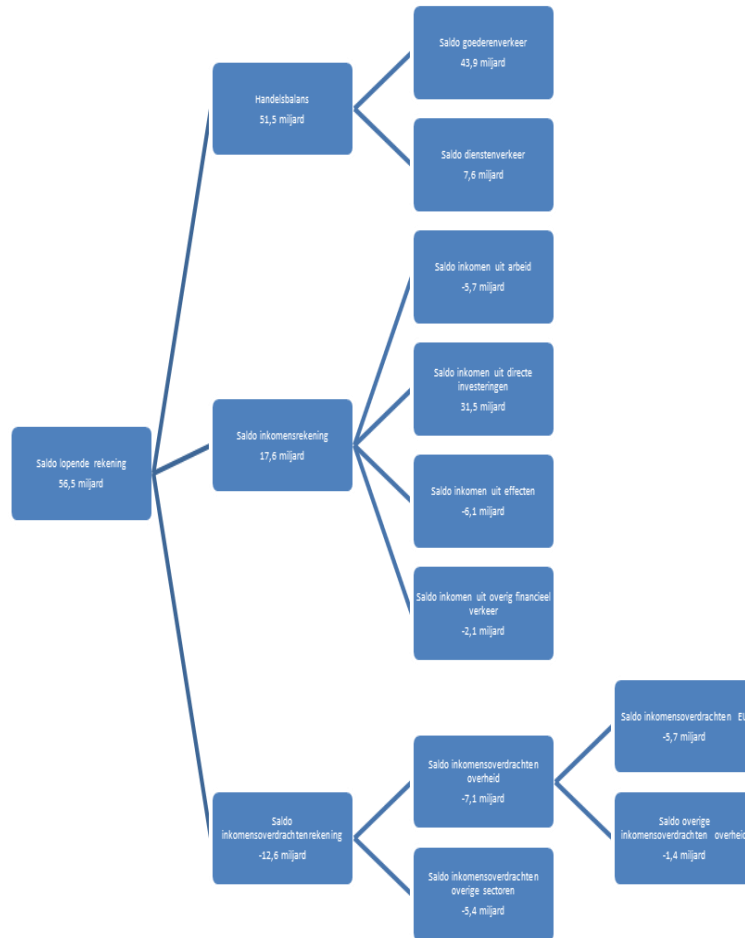 Saldo goederenverkeer
43,9 miljard
Handelsbalans
51,5 miljard
Saldo dienstenverkeer
7,6 miljard
Saldo inkomen uit arbeid
-5,7 miljard
Saldo inkomen uit directe
investeringen
31,5 miljard
Saldo lopende rekening
56,5 miljard
Saldo inkomensrekening
17,6 miljard
Saldo inkomen uit effecten
-6,1 miljard
Saldo inkomen uit overig financieel
verkeer
-2,1 miljard
Saldo inkomensoverdrachten EU
-5,7 miljard
Saldo inkomensoverdrachten
overheid
-7,1 miljard
Saldo
inkomensoverdrachtenrekening
-12,6 miljard
Saldo overige
inkomensoverdrachten overheid
-1,4 miljard
Saldo inkomensoverdrachten
overige sectoren
-5,4 miljard